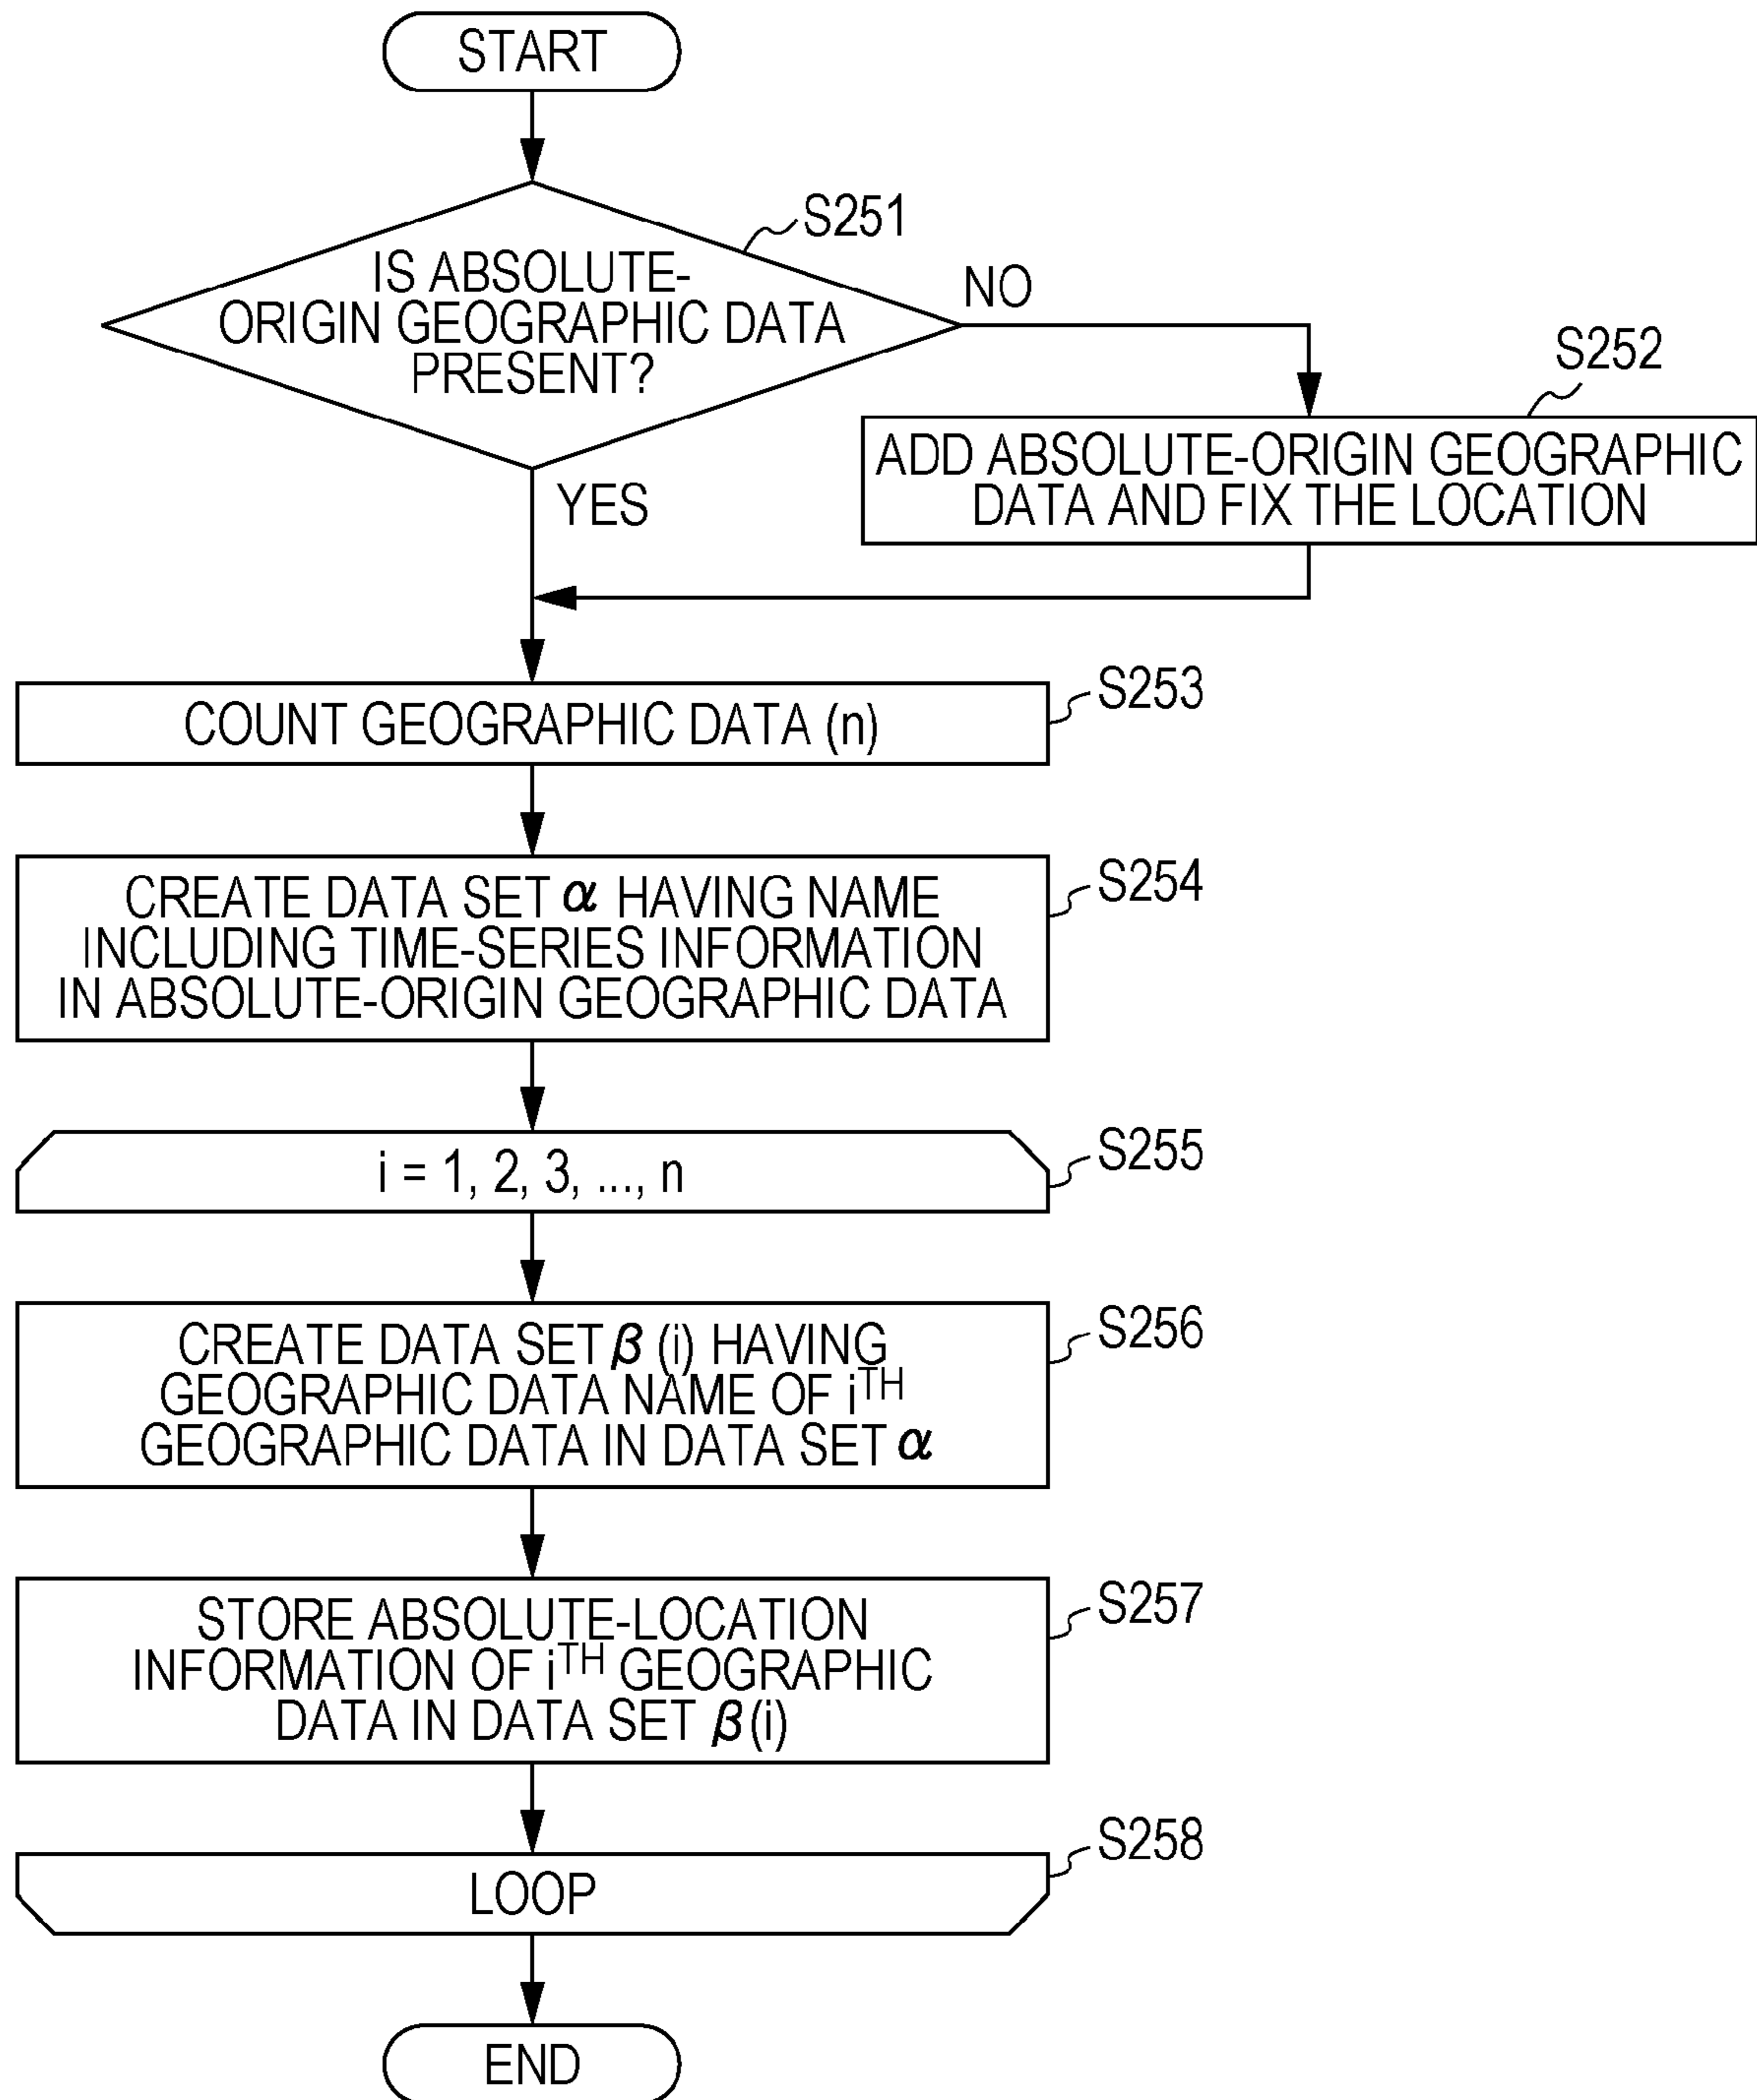 START
S251
IS ABSOLUTE-
ORIGIN GEOGRAPHIC DATA
PRESENT?
NO
YES
S252
ADD ABSOLUTE-ORIGIN GEOGRAPHIC
DATA AND FIX THE LOCATION
S253
COUNT GEOGRAPHIC DATA (n)
S254
CREATE DATA SET α HAVING NAME
INCLUDING TIME-SERIES INFORMATION
IN ABSOLUTE-ORIGIN GEOGRAPHIC DATA
S255
i = 1, 2, 3, ..., n
S256
CREATE DATA SET β (i) HAVING
GEOGRAPHIC DATA NAME OF iTH
GEOGRAPHIC DATA IN DATA SET α
S257
STORE ABSOLUTE-LOCATION
INFORMATION OF iTH GEOGRAPHIC
DATA IN DATA SET β (i)
S258
LOOP
END